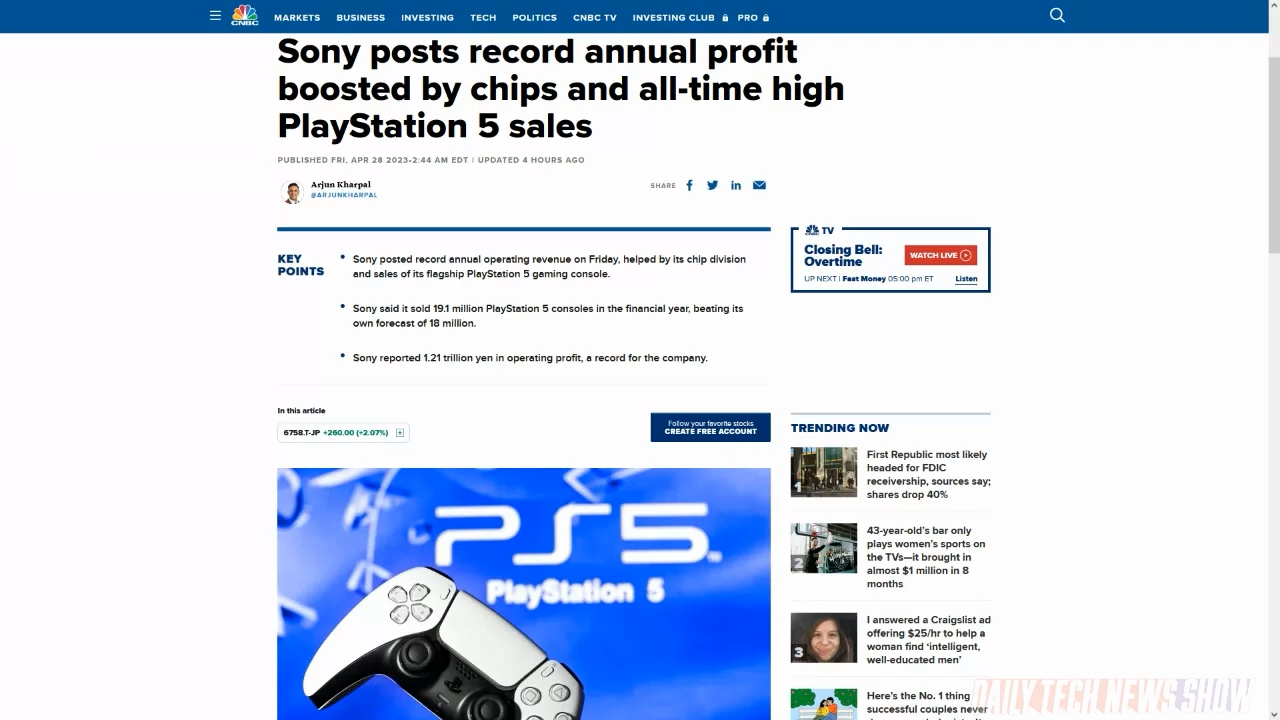 CNBC
MARKETS BUSINESS INVESTING TECH POLITICS CNBC TV INVESTING CLUB PRO
Sony posts record annual profit
boosted by chips and all-time high
PlayStation 5 sales
PUBLISHED FRI, APR 28 2023•2:44 AM EDT | UPDATED 4 HOURS AGO
Arjun Kharpal
@ARJUNKHARPAL
SHARE
KEY
POINTS
• Sony posted record annual operating revenue on Friday, helped by its chip division
and sales of its flagship PlayStation 5 gaming console.
• Sony said it sold 19.1 million PlayStation 5 consoles in the financial year, beating its
own forecast of 18 million.
• Sony reported 1.21 trillion yen in operating profit, a record for the company.
In this article
6758.T-JP +260.00 (+2.07%)
Follow your favorite stocks
CREATE FREE ACCOUNT
PS5
PlayStation 5
TV
Closing Bell:
Overtime
WATCH LIVE
UP NEXT | Fast Money 05:00 pm ET
Listen
TRENDING NOW
1
First Republic most likely
headed for FDIC
receivership, sources say;
shares drop 40%
2
43-year-old's bar only
plays women's sports on
the TVs—it brought in
almost $1 million in 8
months
3
I answered a Craigslist ad
offering $25/hr to help a
woman find ‘intelligent,
well-educated men’
Here's the No. 1 thing
successful couples never
DAILY TECH NEWS SHOW